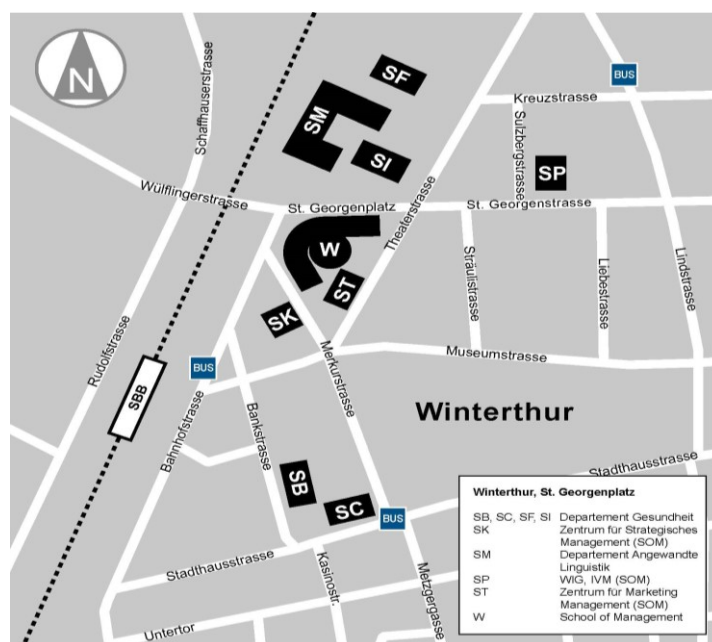 N
SF
BUS
Schaffhauserstrasse
SM
Kreuzstrasse
SI
Sulzbergstrasse
SP
Wülflingerstrasse
St. Georgenplatz
Theaterstrasse
St. Georgenstrasse
W
Sträulistrasse
Liebestrasse
Lindstrasse
ST
SK
Rudolfstrasse
SBB
BUS
Merkurstrasse
Museumstrasse
Bahnhofstrasse
Bankstrasse
Winterthur
SB
SC
BUS
Stadthausstrasse
Stadthausstrasse
Kasinostr.
Metzgergasse
Untertor
Winterthur, St. Georgenplatz
SB, SC, SF, SI Departement Gesundheit
SK Zentrum für Strategisches
Management (SOM)
SM Departement Angewandte
Linguistik
SP WIG, IVM (SOM)
ST Zentrum für Marketing
Management (SOM)
W School of Management